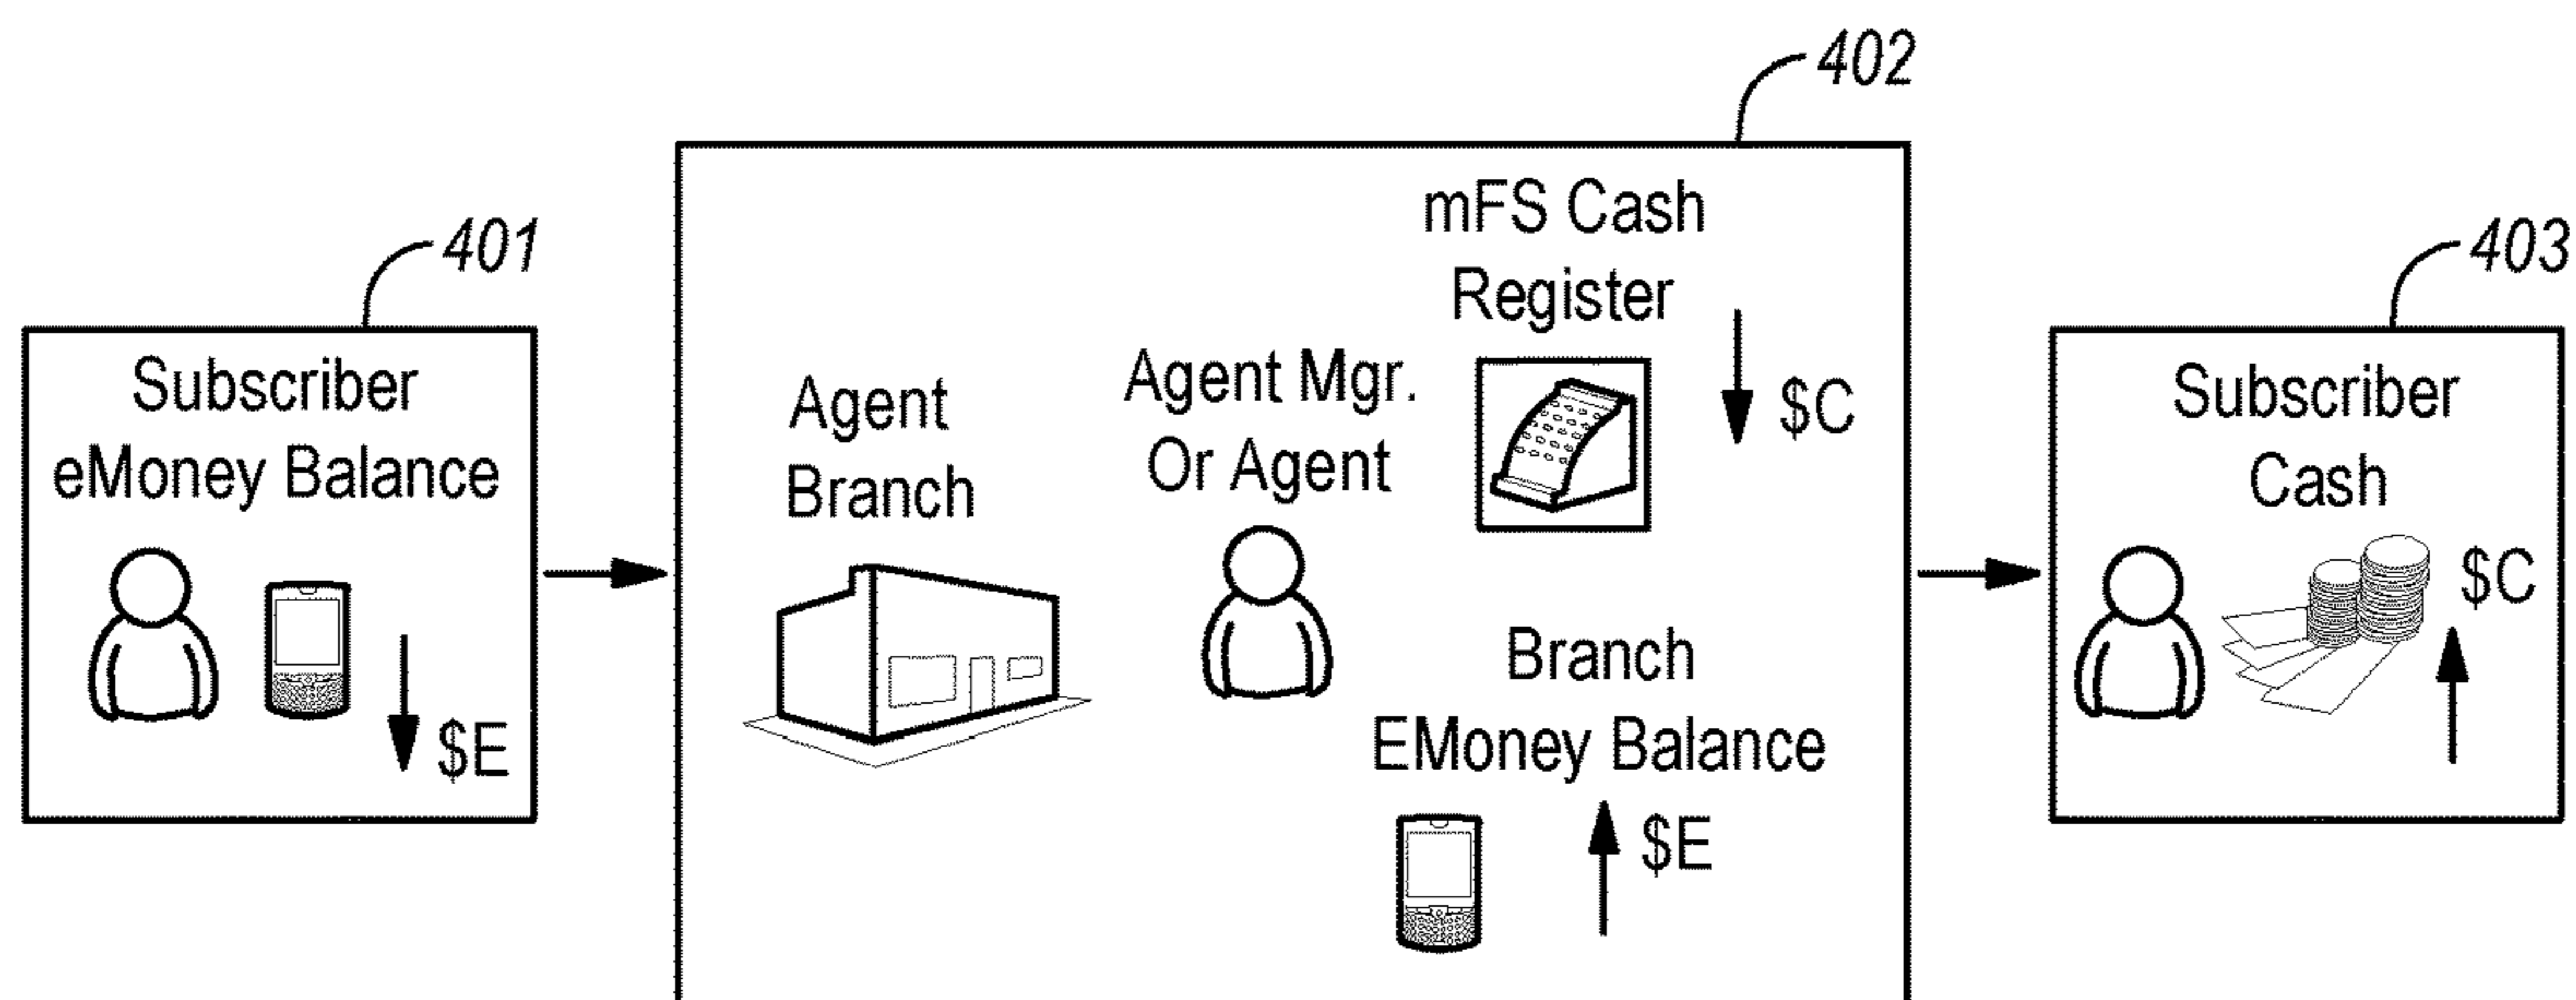 402
401
403
mFS Cash
Register
$C
Subscriber
eMoney Balance
$E
Agent
Branch
Agent Mgr.
Or Agent
Branch
EMoney Balance
$E
Subscriber
Cash
$C